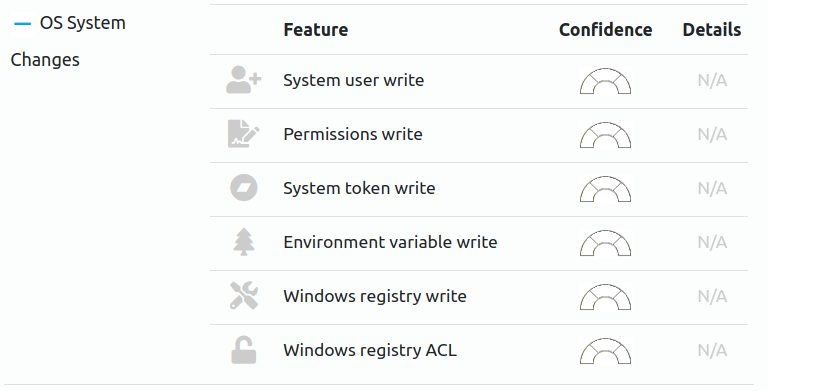 OS System
Changes
Feature Confidence Details
System user write N/A
Permissions write N/A
System token write N/A
Environment variable write N/A
Windows registry write N/A
Windows registry ACL N/A